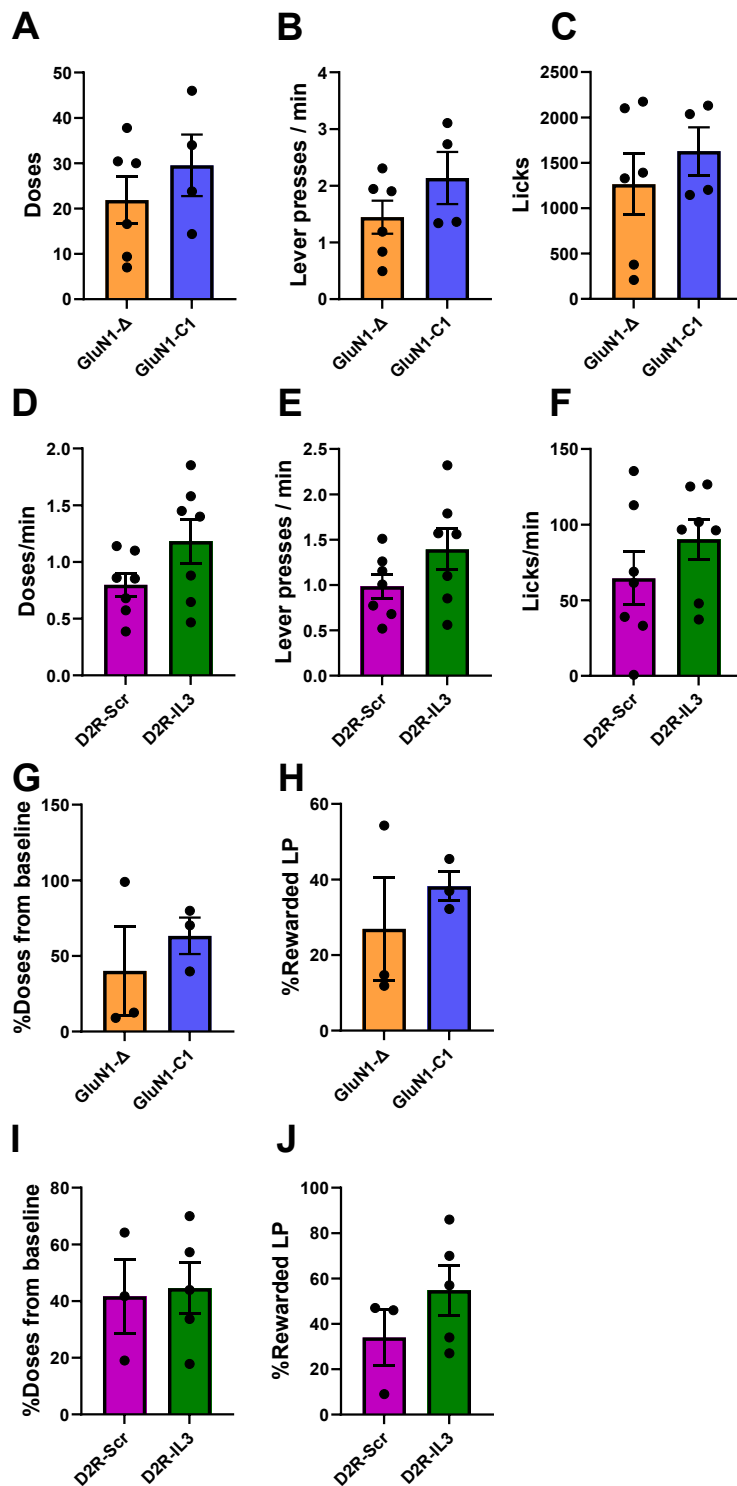 A
Doses
50
40
30
20
10
0
GluN1-Δ
GluN1-C1
B
Lever presses / min
4
3
2
1
0
GluN1-Δ
GluN1-C1
C
Licks
2500
2000
1500
1000
500
0
GluN1-Δ
GluN1-C1
D
Doses/min
2.0
1.5
1.0
0.5
0.0
D2R-Scr
D2R-IL3
E
Lever presses / min
2.5
2.0
1.5
1.0
0.5
0.0
D2R-Scr
D2R-IL3
F
Licks/min
150
100
50
0
D2R-Scr
D2R-IL3
G
%Doses from baseline
150
100
50
0
GluN1-Δ
GluN1-C1
H
%Rewarded LP
60
40
20
0
GluN1-Δ
GluN1-C1
I
%Doses from baseline
80
60
40
20
0
D2R-Scr
D2R-IL3
J
%Rewarded LP
100
80
60
40
20
0
D2R-Scr
D2R-IL3